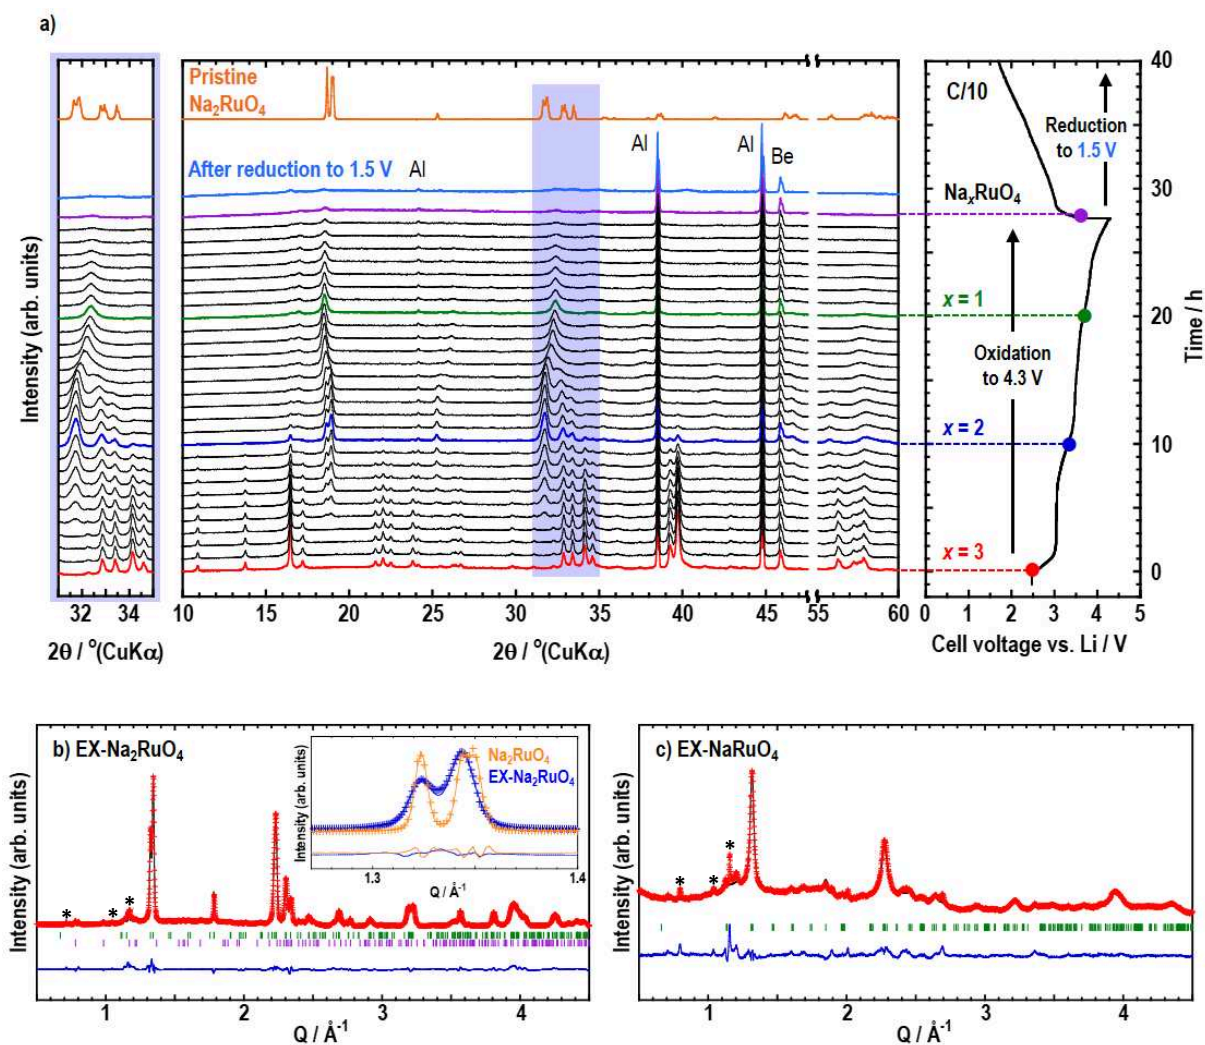 a)
Pristine
Na₂RuO₄
After reduction to 1.5 V
Al
Al
Al
Be
C/10
Reduction
to 1.5 V
NaₓRuO₄
x = 1
Oxidation
to 4.3 V
x = 2
x = 3
Intensity (arb. units)
Time / h
40
30
20
10
0
32 34
10 15 20 25 30 35 40 45 55 60
0 1 2 3 4 5
2θ / °(CuKα)
2θ / °(CuKα)
Cell voltage vs. Li / V
b) EX-Na₂RuO₄
Intensity (arb. units)
* * *
Na₂RuO₄
EX-Na₂RuO₄
Intensity (arb. units)
1.3 1.4
Q / Å⁻¹
1 2 3 4
Q / Å⁻¹
c) EX-NaRuO₄
Intensity (arb. units)
* * *
1 2 3 4
Q / Å⁻¹